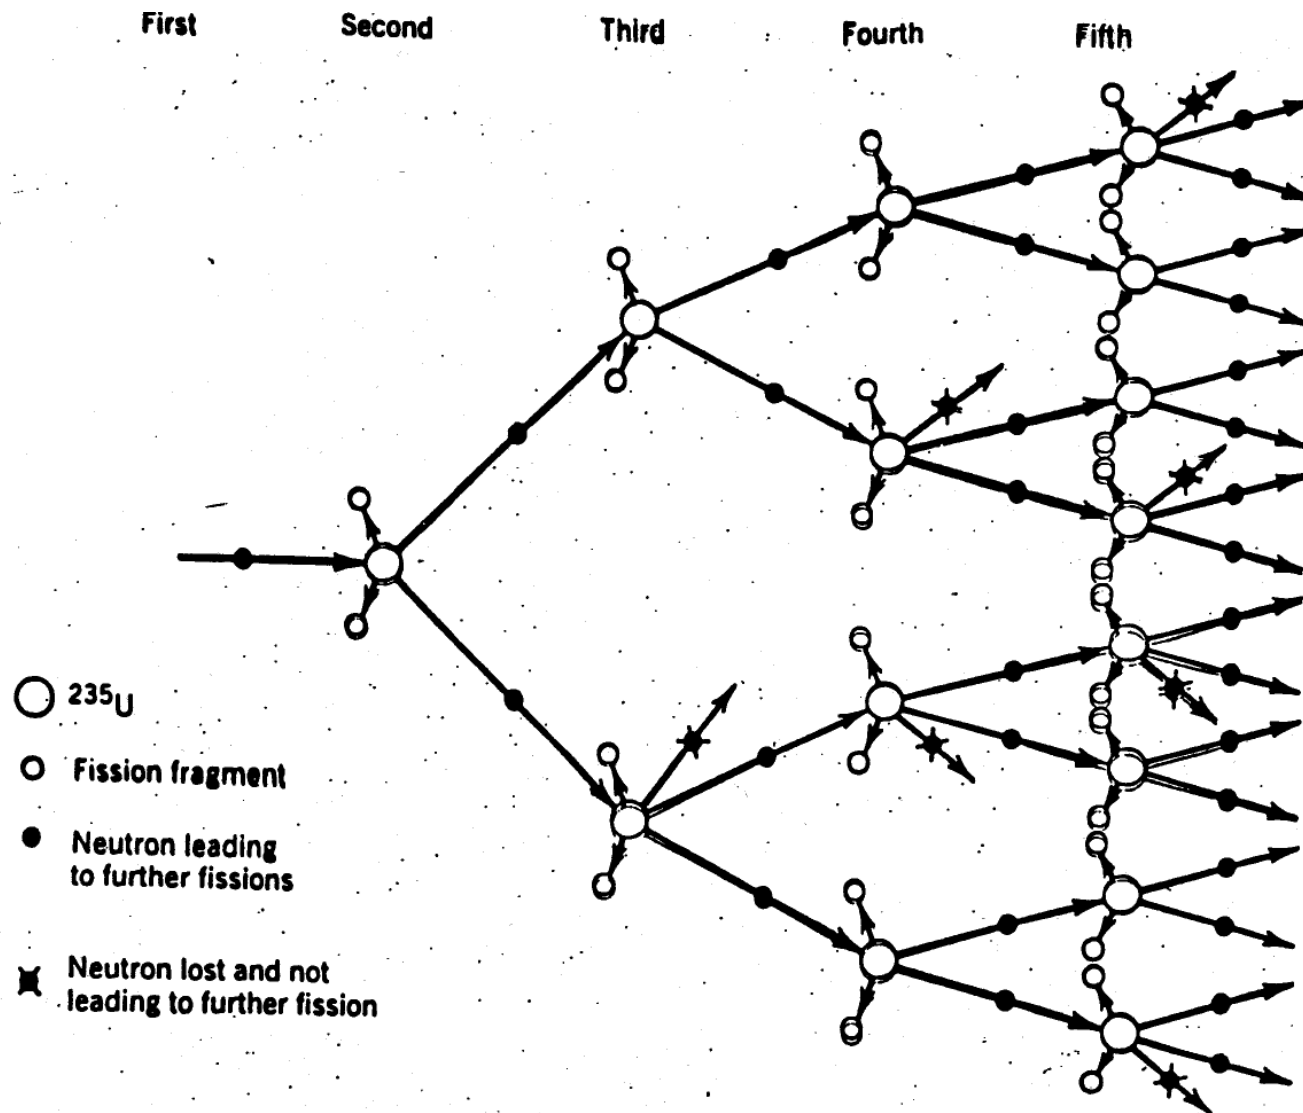 First Second Third Fourth Fifth
235U
Fission fragment
Neutron leading
to further fissions
Neutron lost and not
leading to further fission